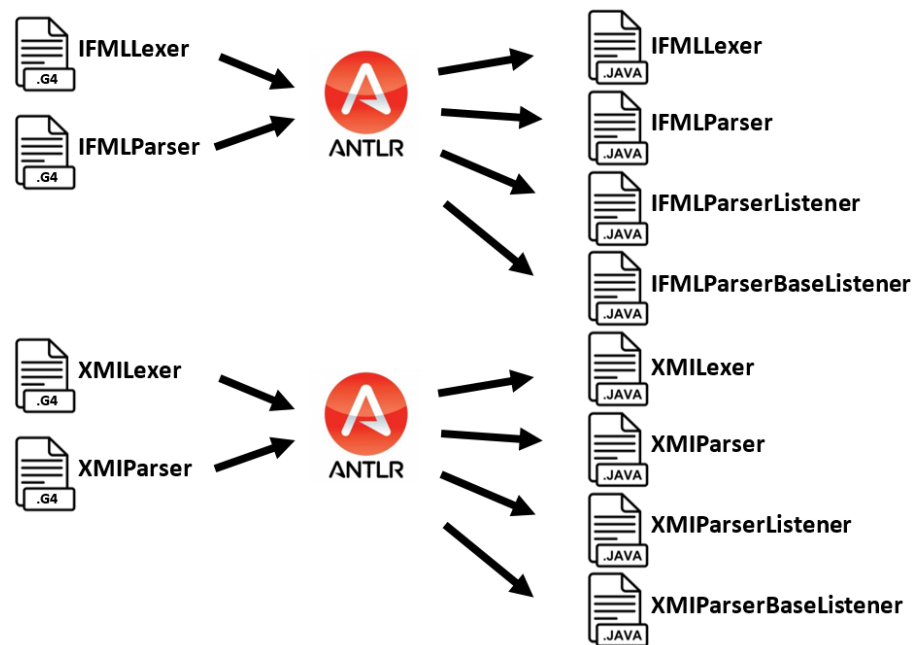 IFMLLexer
.G4
IFMLParser
.G4
ANTLR
IFMLLexer
.JAVA
IFMLParser
.JAVA
IFMLParserListener
.JAVA
IFMLParserBaseListener
.JAVA
XMILexer
.G4
XMIParser
.G4
ANTLR
XMILexer
.JAVA
XMIParser
.JAVA
XMIParserListener
.JAVA
XMIParserBaseListener
.JAVA